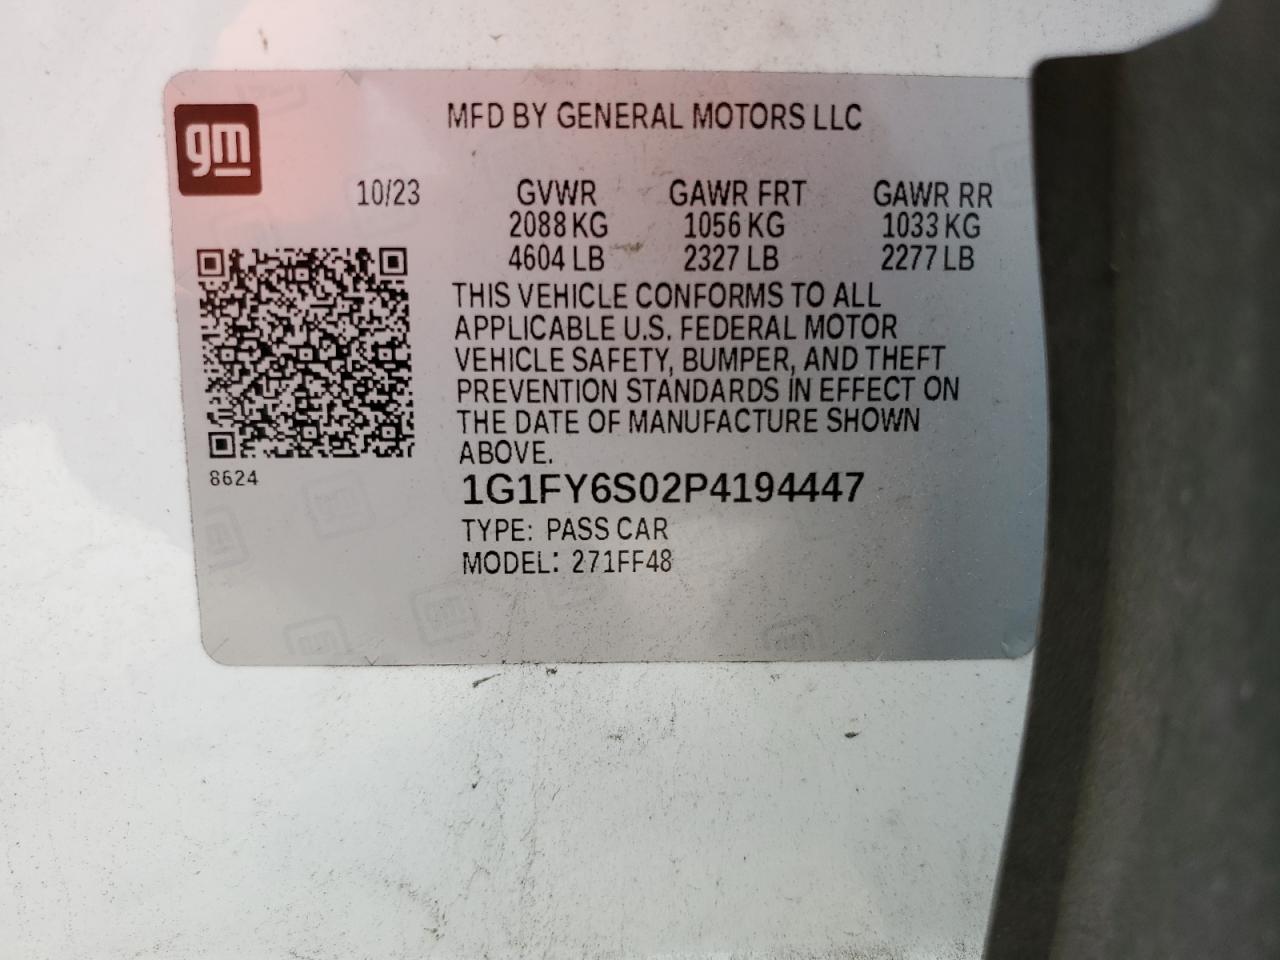 MFD BY GENERAL MOTORS LLC
gm
10/23 GVWR GAWR FRT GAWR RR
2088 KG 1056 KG 1033 KG
4604 LB 2327 LB 2277 LB
THIS VEHICLE CONFORMS TO ALL
APPLICABLE U.S. FEDERAL MOTOR
VEHICLE SAFETY, BUMPER, AND THEFT
PREVENTION STANDARDS IN EFFECT ON
THE DATE OF MANUFACTURE SHOWN
ABOVE.
8624
1G1FY6S02P4194447
TYPE: PASS CAR
MODEL: 271FF48